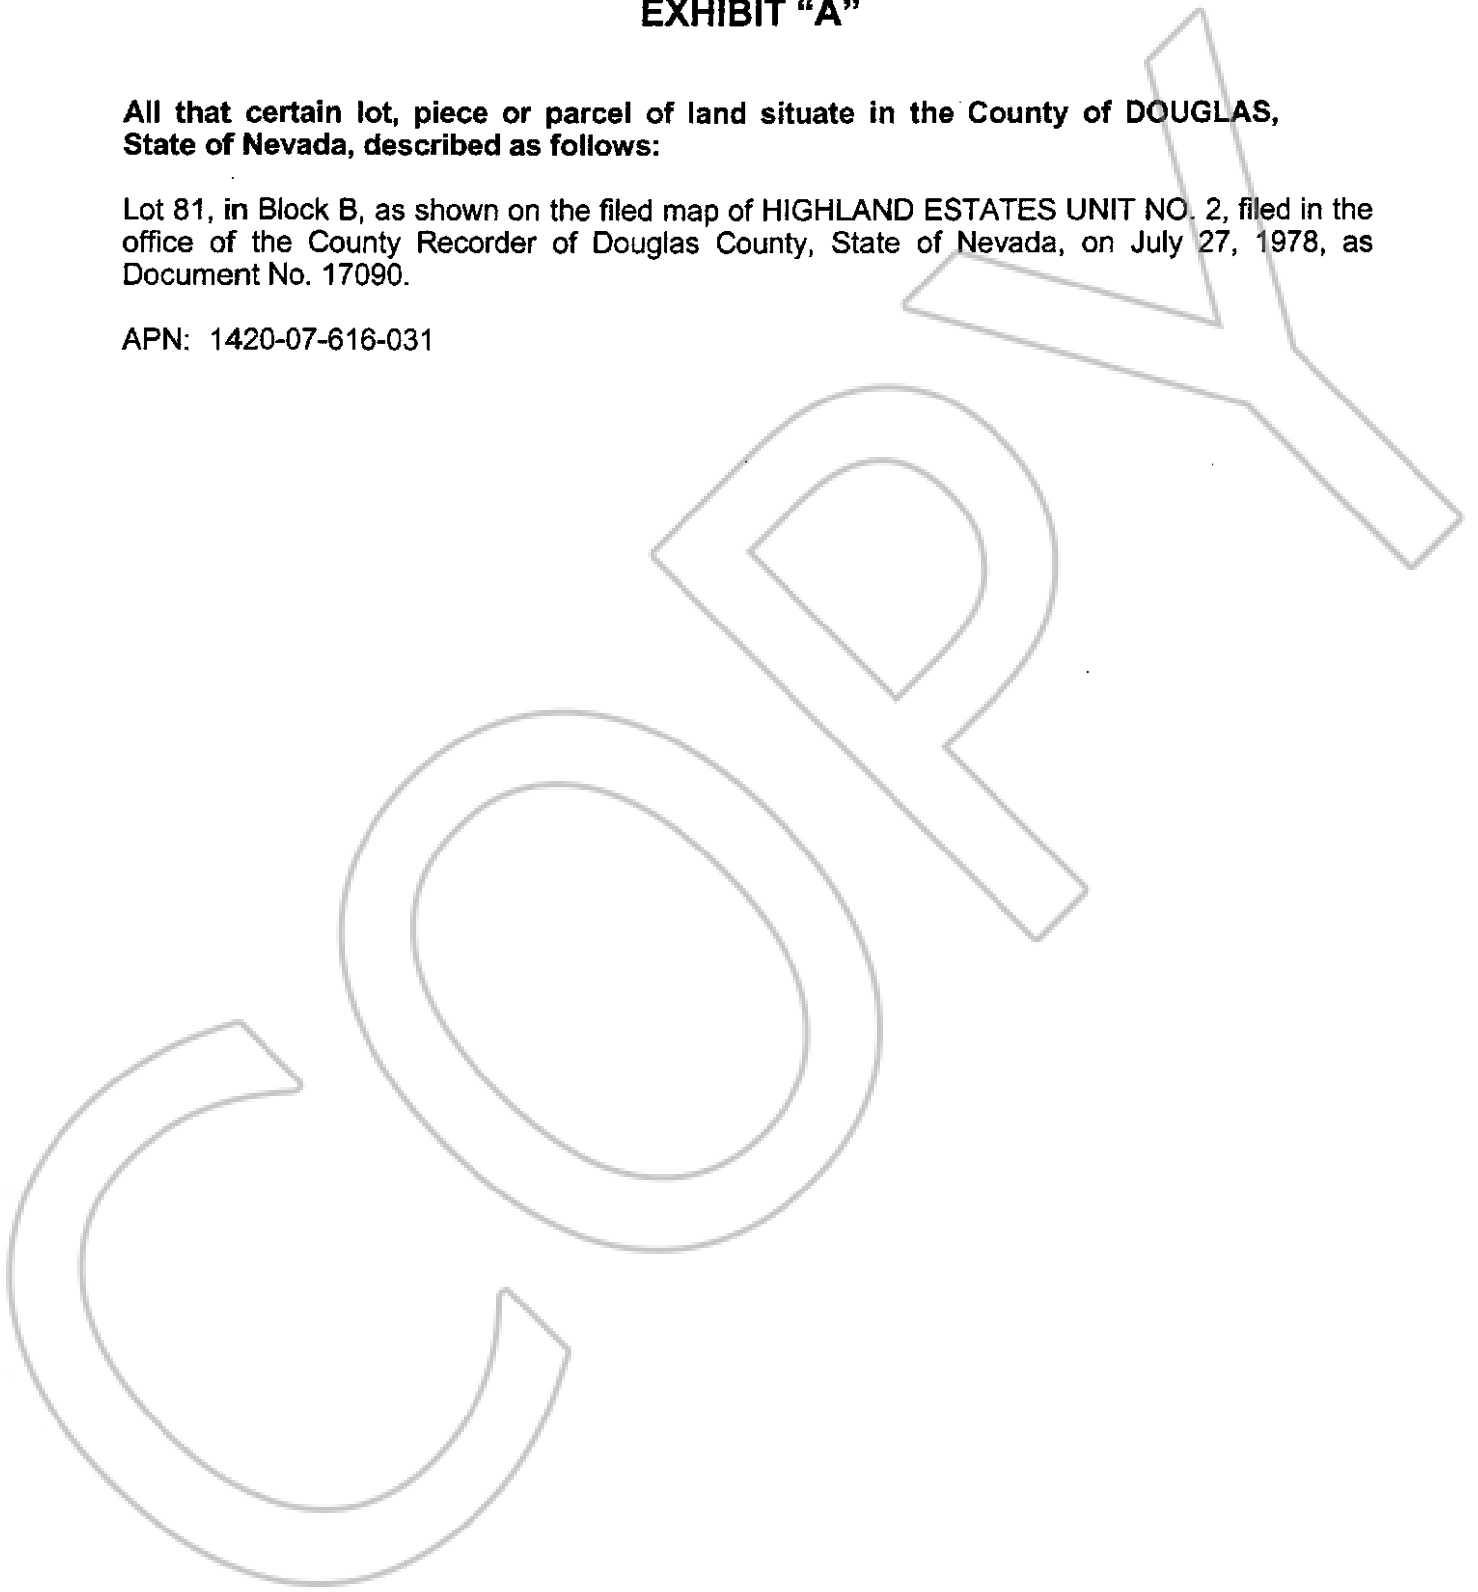 EXHIBIT “A”
All that certain lot, piece or parcel of land situate in the County of DOUGLAS,
State of Nevada, described as follows:
Lot 81, in Block B, as shown on the filed map of HIGHLAND ESTATES UNIT NO. 2, filed in the
office of the County Recorder of Douglas County, State of Nevada, on July 27, 1978, as
Document No. 17090.
APN: 1420-07-616-031
COPY